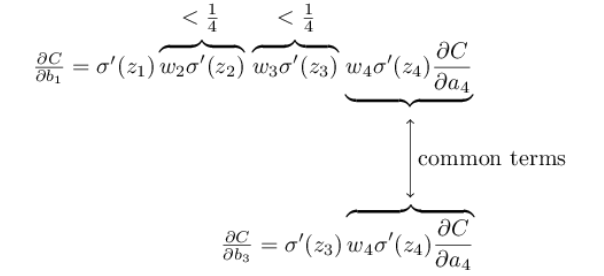 < 1/4 < 1/4
∂C/∂b₁ = σ′(z₁) w₂σ′(z₂) w₃σ′(z₃) w₄σ′(z₄) ∂C/∂a₄
common terms
∂C/∂b₃ = σ′(z₃) w₄σ′(z₄) ∂C/∂a₄